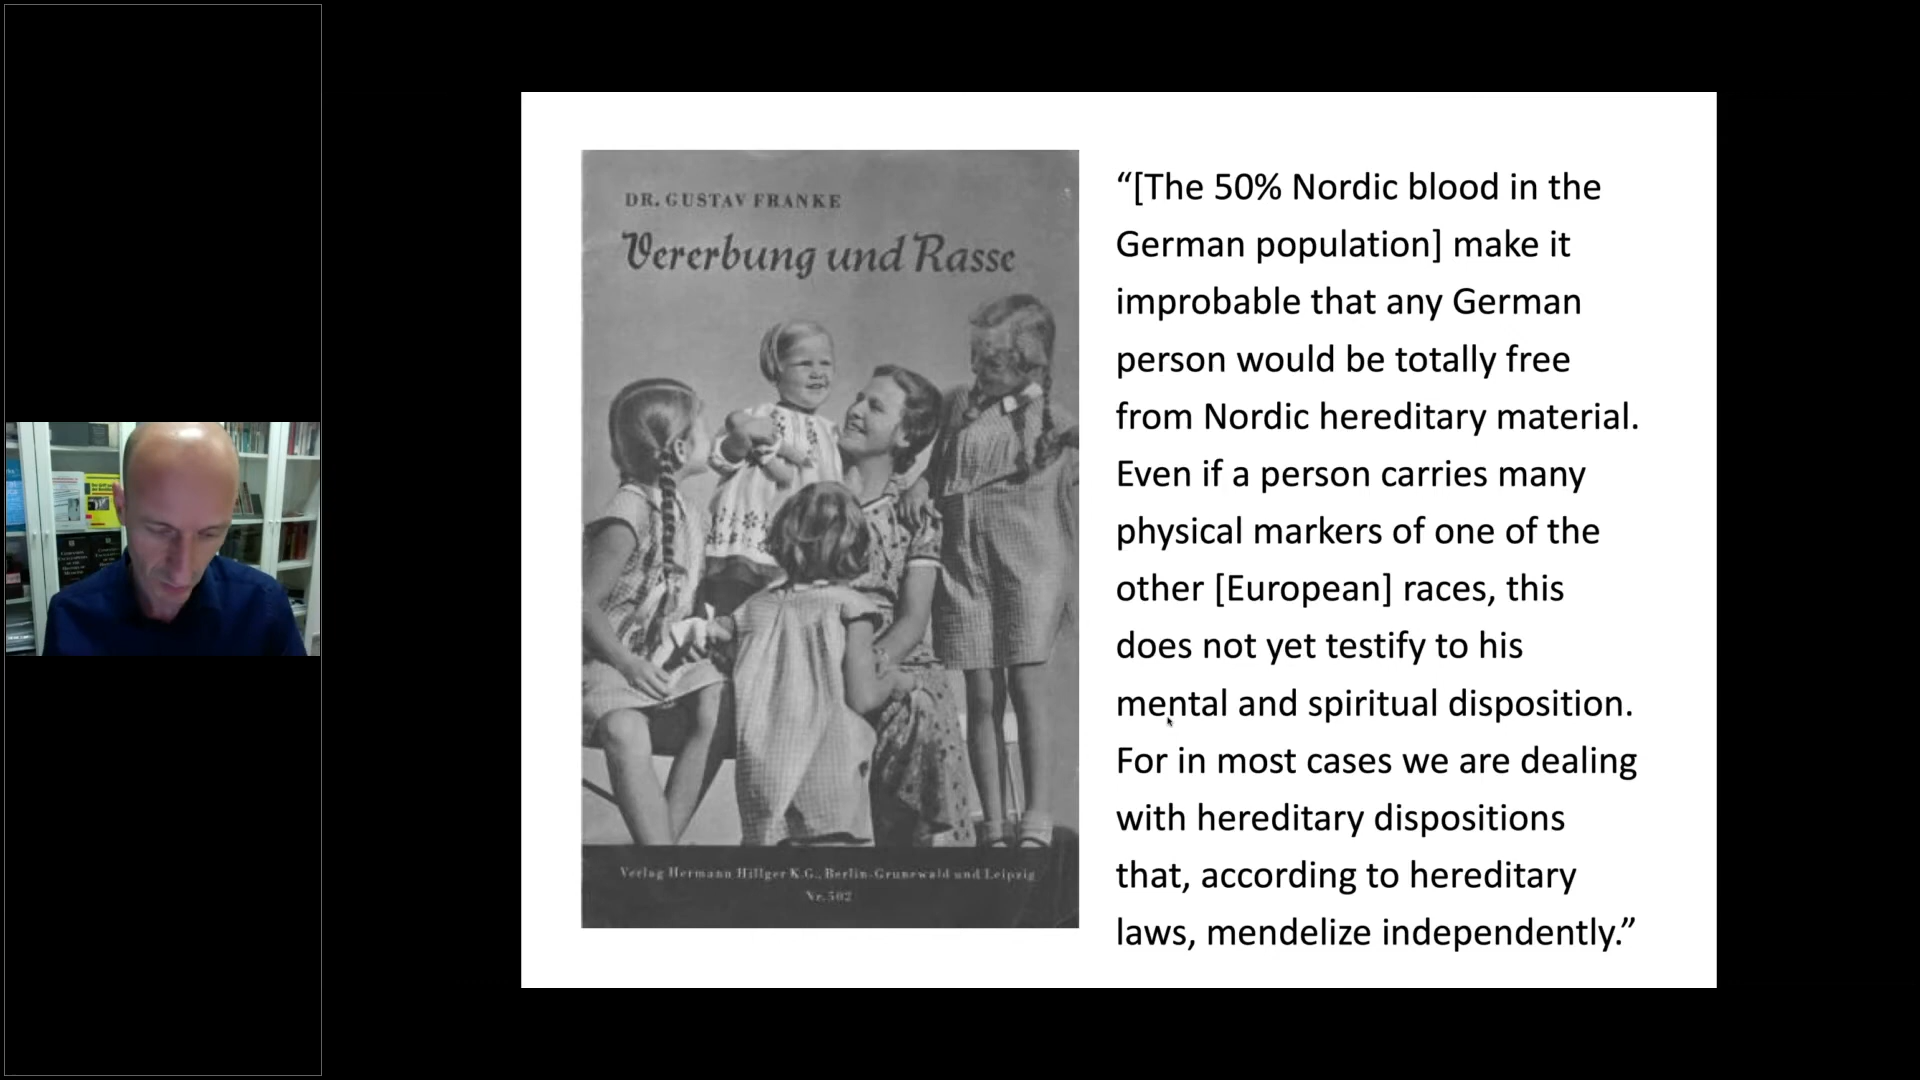 DR. GUSTAV FRANKE
Vererbung und Rasse
Verlag Hermann Hillger K.G., Berlin-Grunewald und Leipzig
Nr. 502
“[The 50% Nordic blood in the
German population] make it
improbable that any German
person would be totally free
from Nordic hereditary material.
Even if a person carries many
physical markers of one of the
other [European] races, this
does not yet testify to his
mental and spiritual disposition.
For in most cases we are dealing
with hereditary dispositions
that, according to hereditary
laws, mendelize independently.”